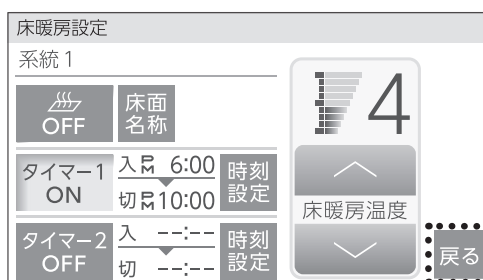 床暖房設定
系統 1
OFF
床面
名称
4
タイマー1
ON
入 PM 6:00
切 PM 10:00
時刻
設定
床暖房温度
タイマー2
OFF
入 --:--
切 --:--
時刻
設定
戻る